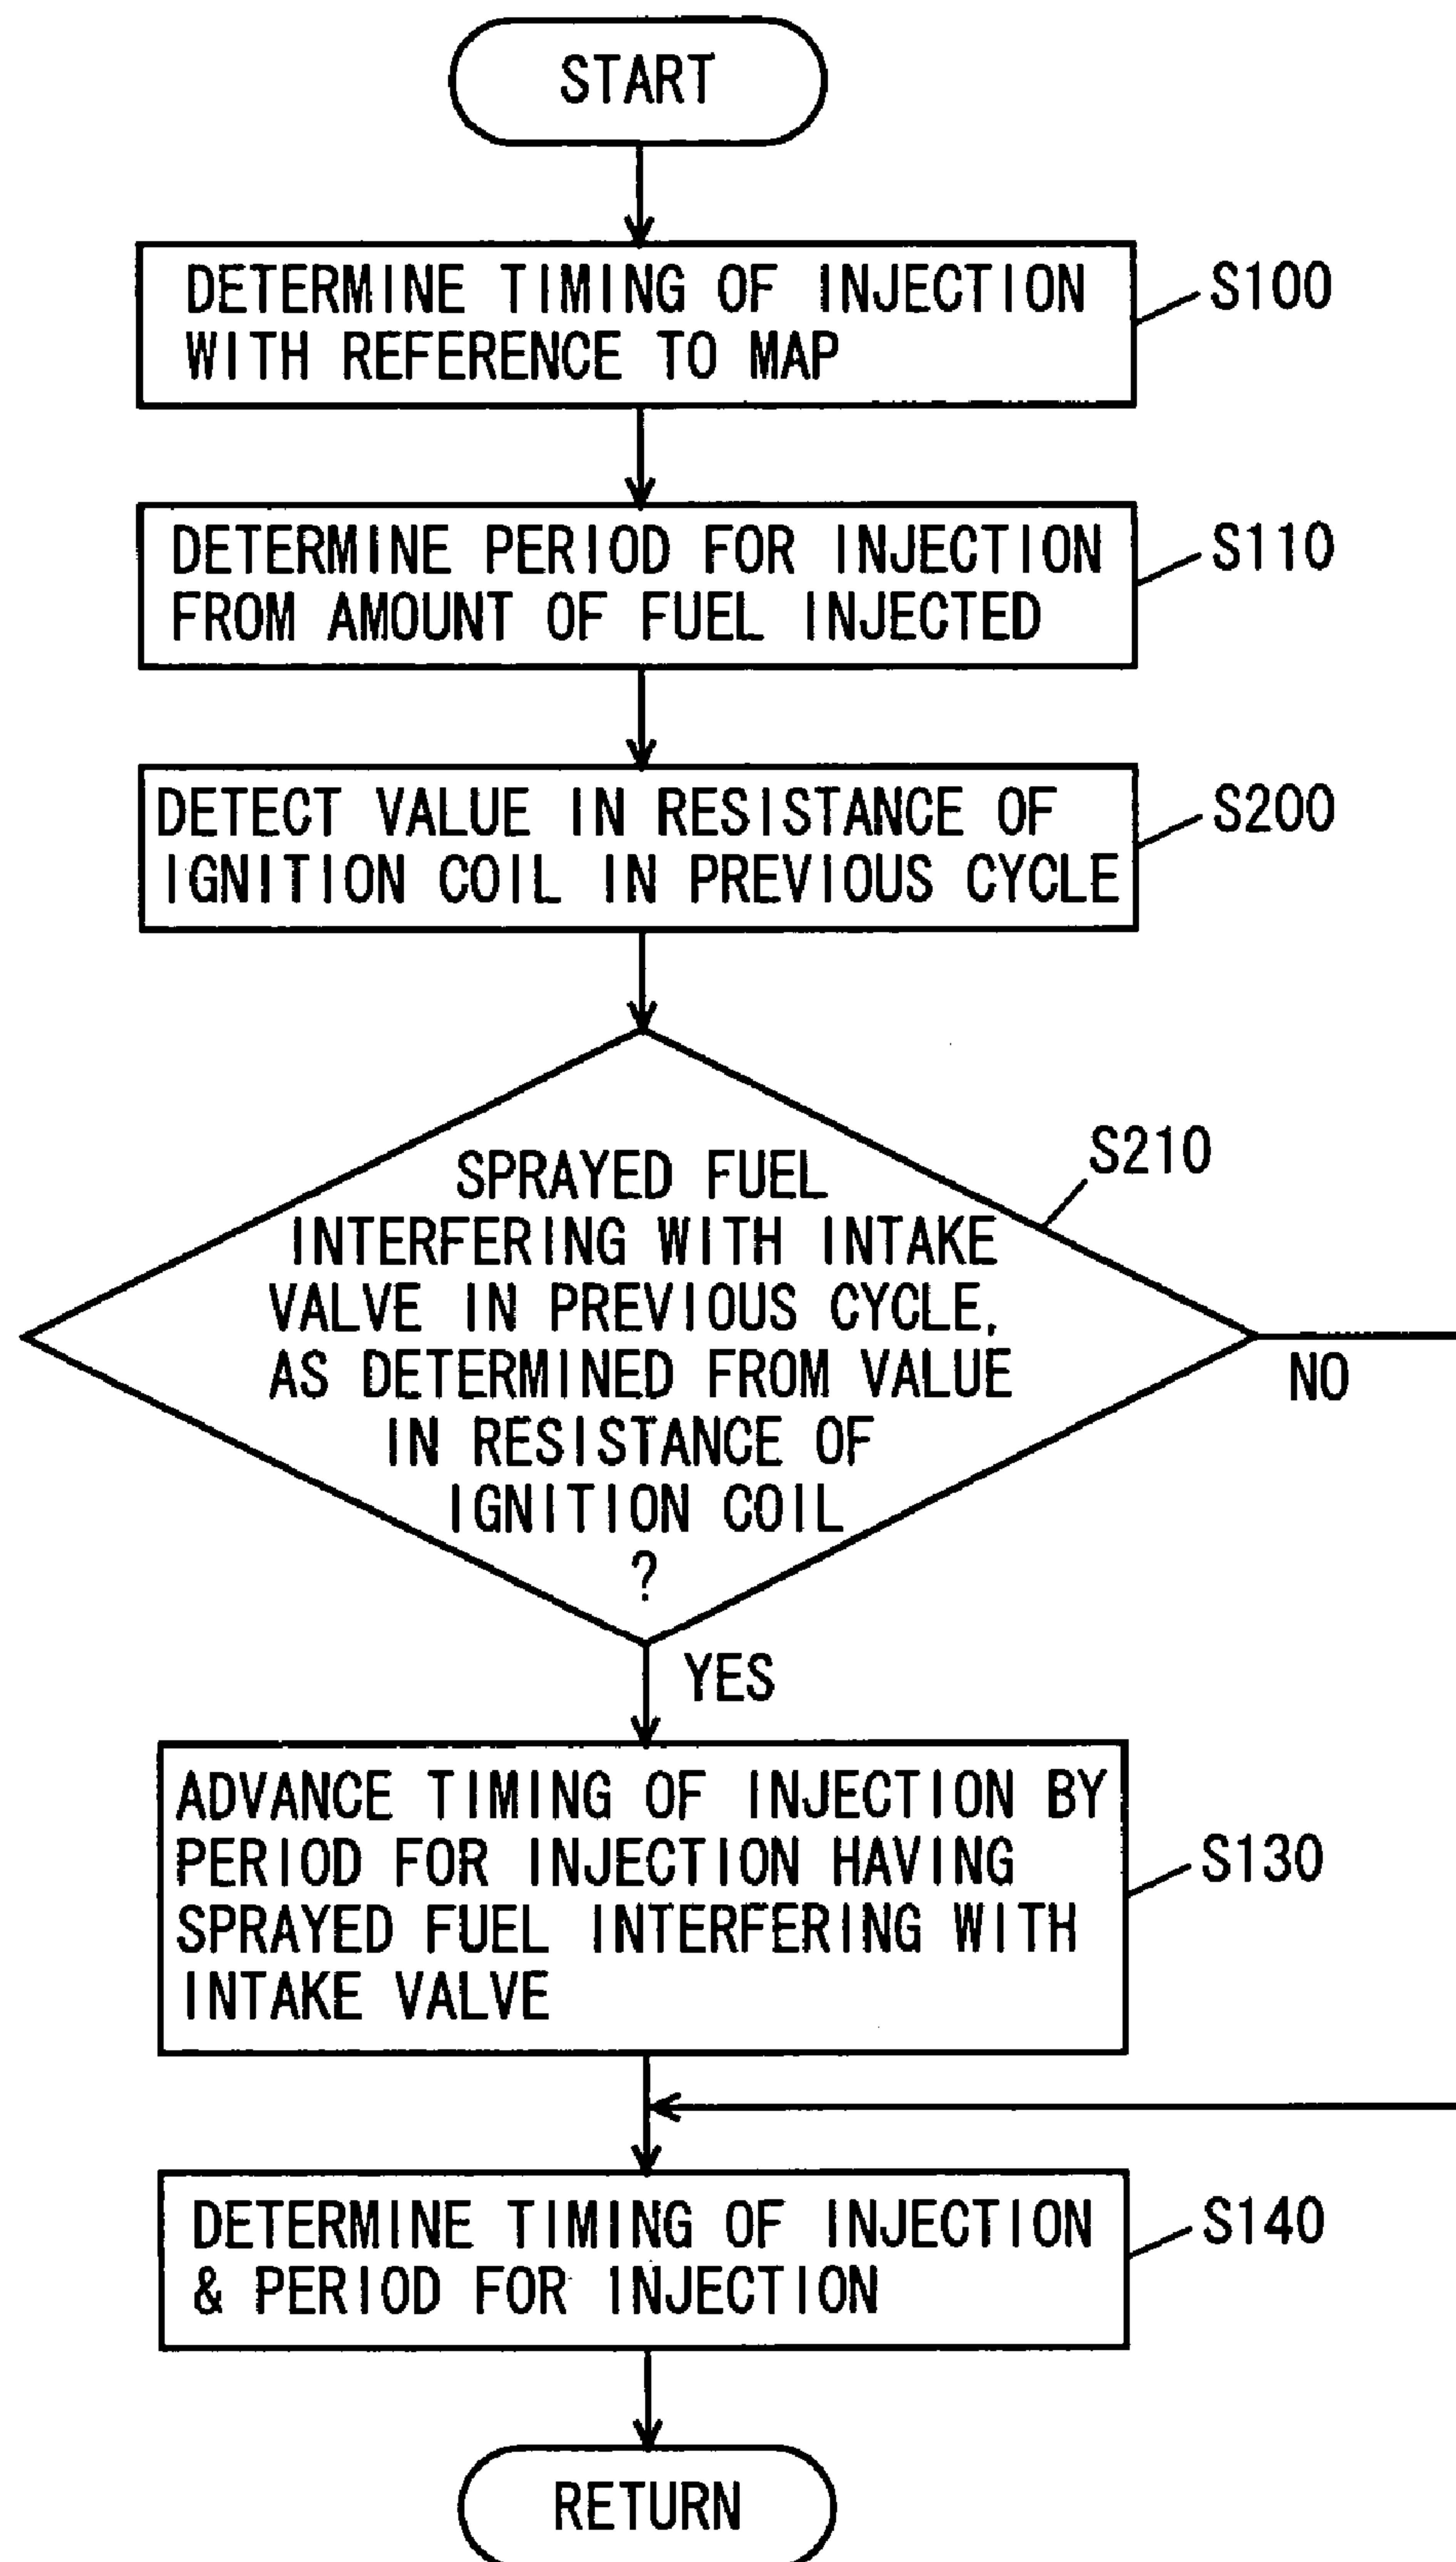 START
DETERMINE TIMING OF INJECTION
WITH REFERENCE TO MAP
S100
DETERMINE PERIOD FOR INJECTION
FROM AMOUNT OF FUEL INJECTED
S110
DETECT VALUE IN RESISTANCE OF
IGNITION COIL IN PREVIOUS CYCLE
S200
SPRAYED FUEL
INTERFERING WITH INTAKE
VALVE IN PREVIOUS CYCLE,
AS DETERMINED FROM VALUE
IN RESISTANCE OF
IGNITION COIL
?
S210
NO
YES
ADVANCE TIMING OF INJECTION BY
PERIOD FOR INJECTION HAVING
SPRAYED FUEL INTERFERING WITH
INTAKE VALVE
S130
DETERMINE TIMING OF INJECTION
& PERIOD FOR INJECTION
S140
RETURN